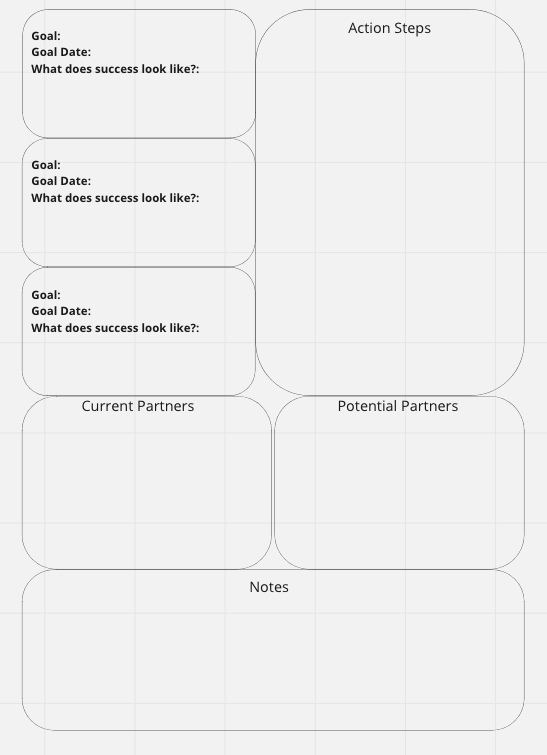 Goal:
Goal Date:
What does success look like?:
Goal:
Goal Date:
What does success look like?:
Goal:
Goal Date:
What does success look like?:
Action Steps
Current Partners
Potential Partners
Notes